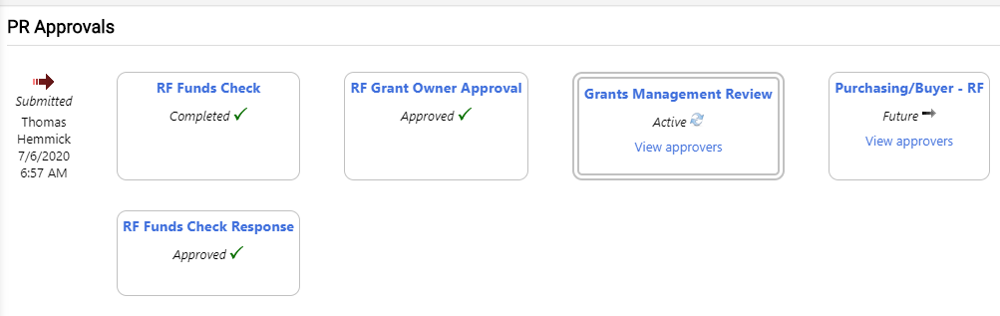 PR Approvals
Submitted
Thomas
Hemmick
7/6/2020
6:57 AM
RF Funds Check
Completed
RF Grant Owner Approval
Approved
Grants Management Review
Active
View approvers
Purchasing/Buyer - RF
Future
View approvers
RF Funds Check Response
Approved